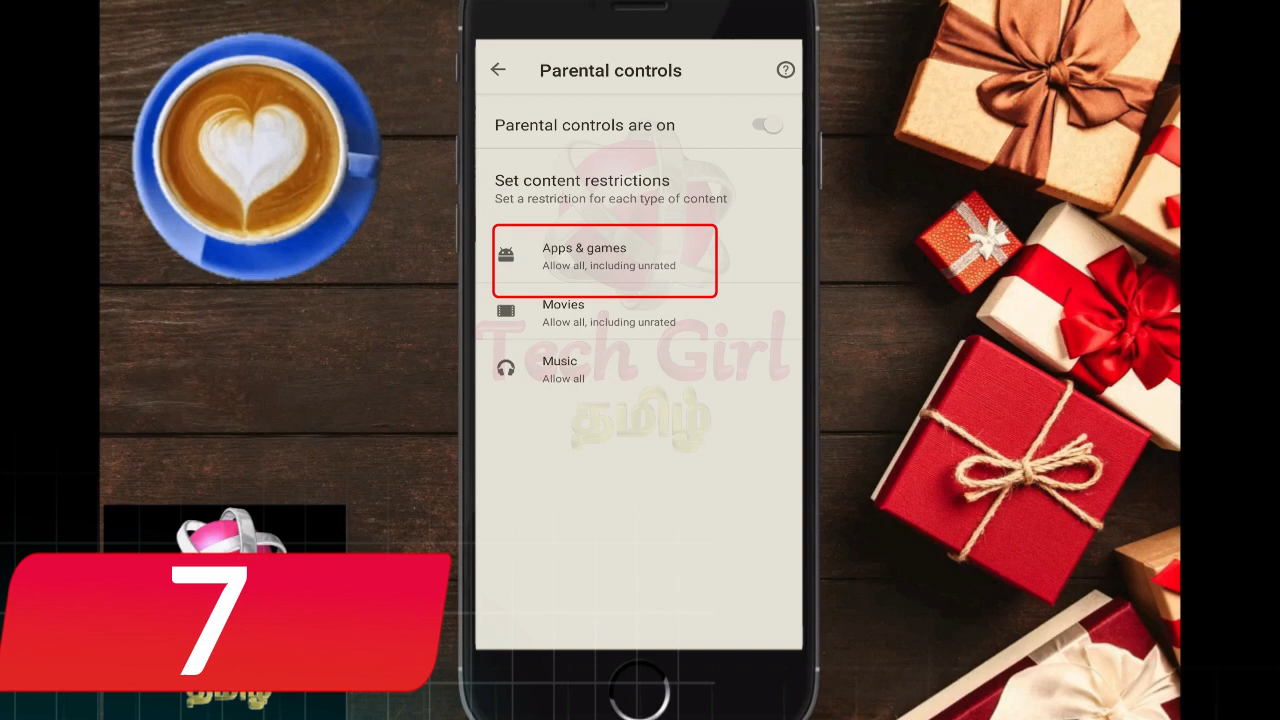 Parental controls
Parental controls are on
Set content restrictions
Set a restriction for each type of content
Apps & games
Allow all, including unrated
Movies
Allow all, including unrated
Tech Girl
Music
Allow all
தமிழ்
7
தமிழ்